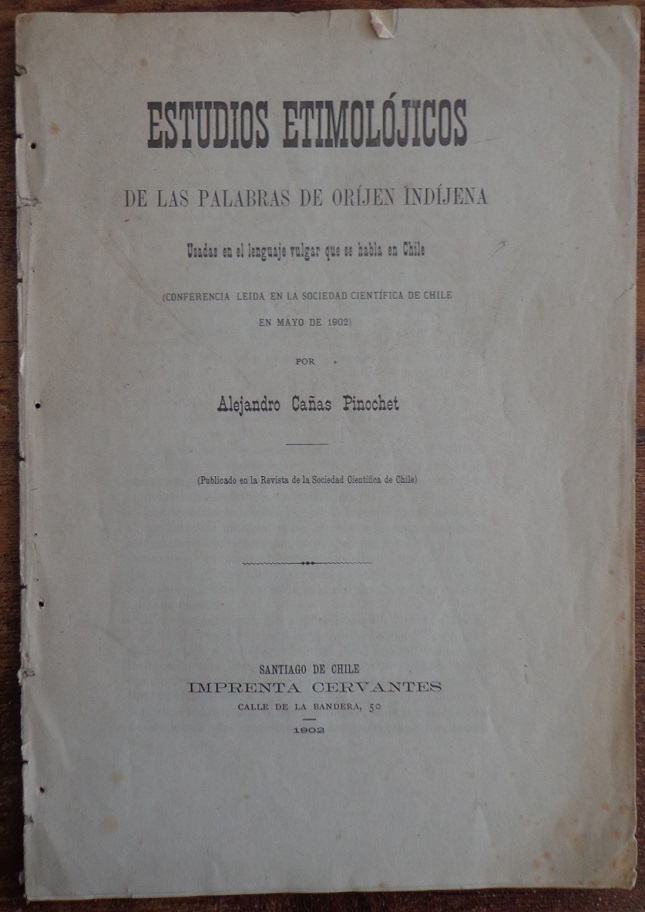 ESTUDIOS ETIMOLÓJICOS
DE LAS PALABRAS DE ORÍJEN INDÍJENA
Usadas en el lenguaje vulgar que se habla en Chile
(CONFERENCIA LEIDA EN LA SOCIEDAD CIENTÍFICA DE CHILE
EN MAYO DE 1902)
POR
Alejandro Cañas Pinochet
(Publicado en la Revista de la Sociedad Científica de Chile)
SANTIAGO DE CHILE
IMPRENTA CERVANTES
CALLE DE LA BANDERA, 50
1902